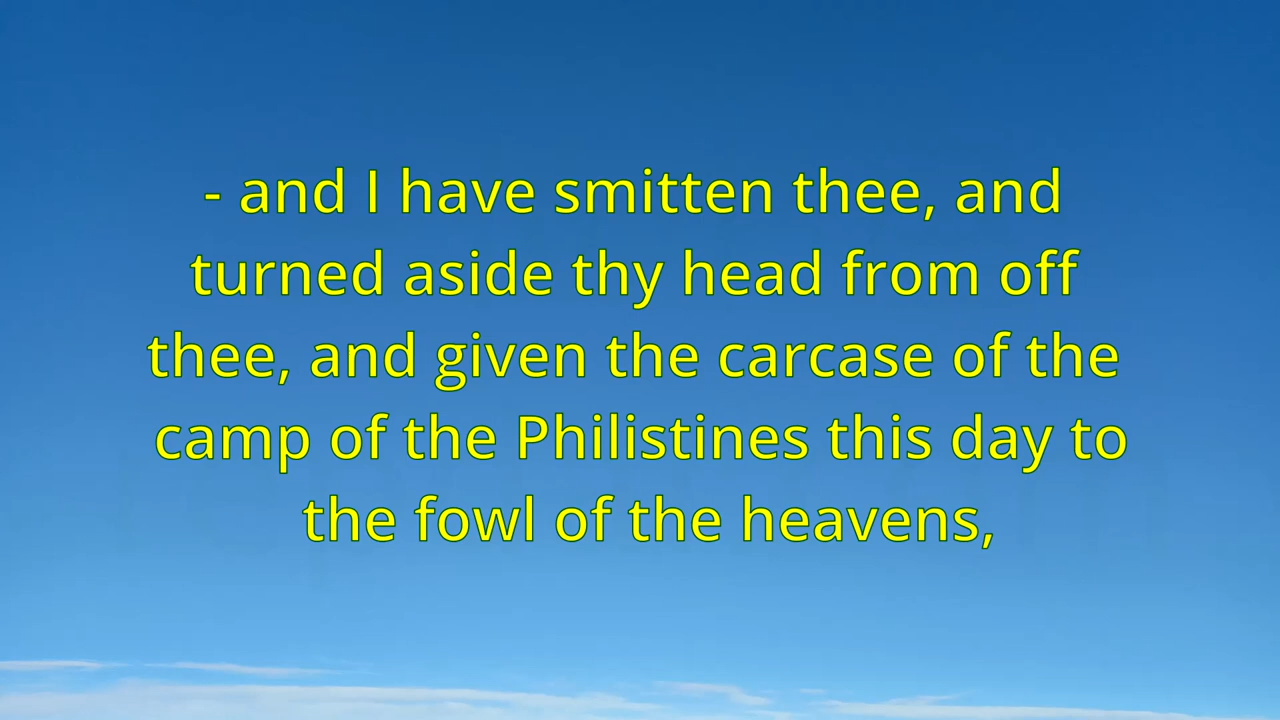 - and I have smitten thee, and
turned aside thy head from off
thee, and given the carcase of the
camp of the Philistines this day to
the fowl of the heavens,